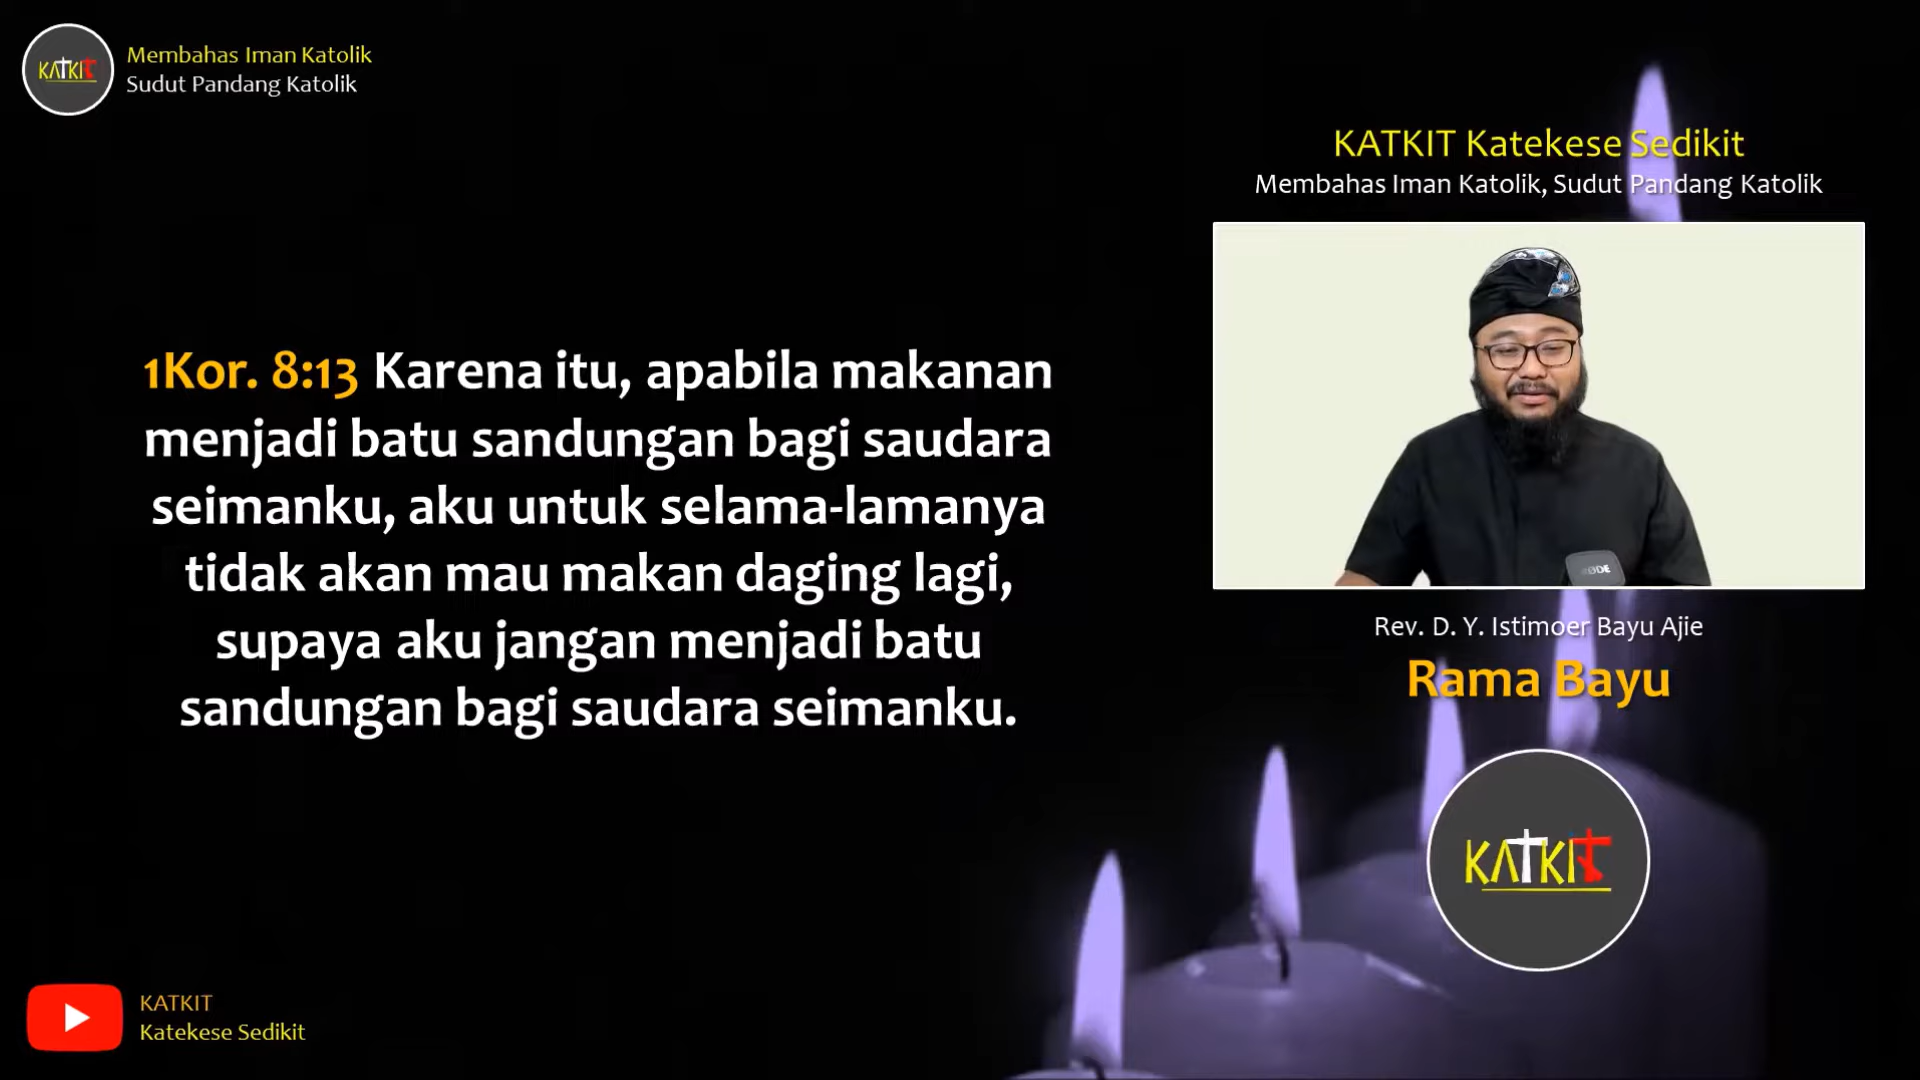 KATKIT
Membahas Iman Katolik
Sudut Pandang Katolik
KATKIT Katekese Sedikit
Membahas Iman Katolik, Sudut Pandang Katolik
1Kor. 8:13 Karena itu, apabila makanan
menjadi batu sandungan bagi saudara
seimanku, aku untuk selama-lamanya
tidak akan mau makan daging lagi,
supaya aku jangan menjadi batu
sandungan bagi saudara seimanku.
RØDE
Rev. D. Y. Istimoer Bayu Ajie
Rama Bayu
KATKIT
KATKIT
Katekese Sedikit